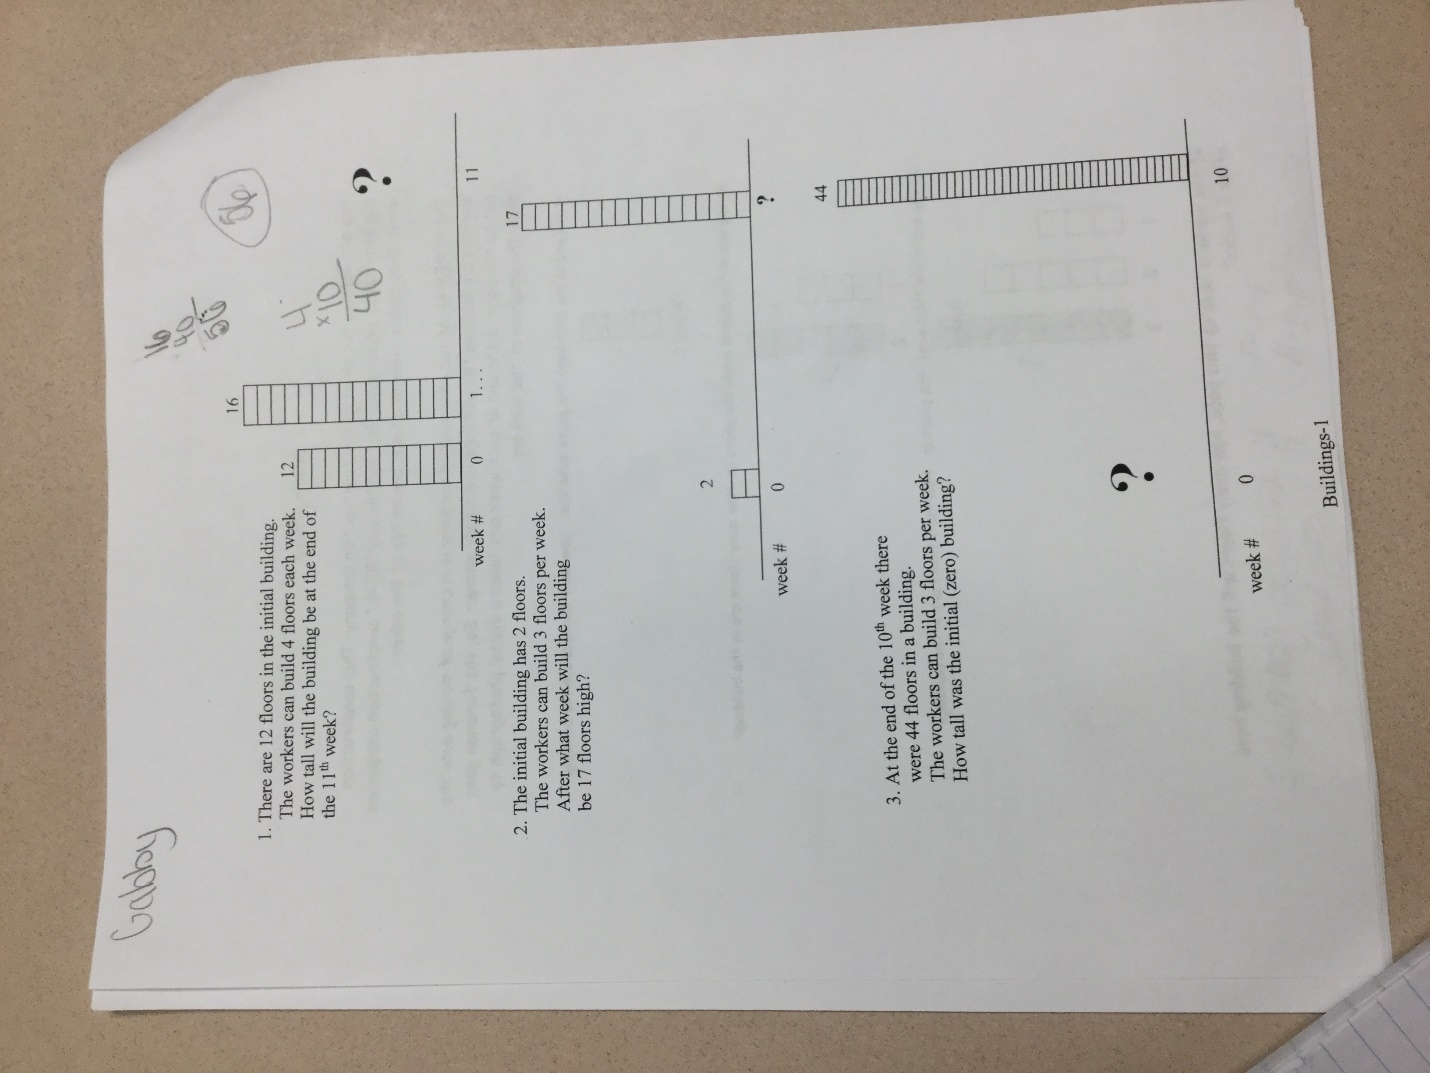 Gabby
1. There are 12 floors in the initial building.
The workers can build 4 floors each week.
How tall will the building be at the end of
the 11th week?
12
16
16
40
56
56
4
x10
40
?
week #
0
1...
11
2. The initial building has 2 floors.
The workers can build 3 floors per week.
After what week will the building
be 17 floors high?
2
17
week #
0
?
3. At the end of the 10th week there
were 44 floors in a building.
The workers can build 3 floors per week.
How tall was the initial (zero) building?
?
44
week #
0
10
Buildings-1